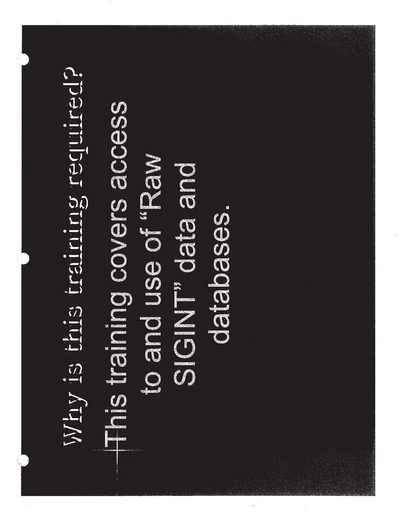 Why is this training required?
This training covers access
to and use of “Raw
SIGINT” data and
databases.